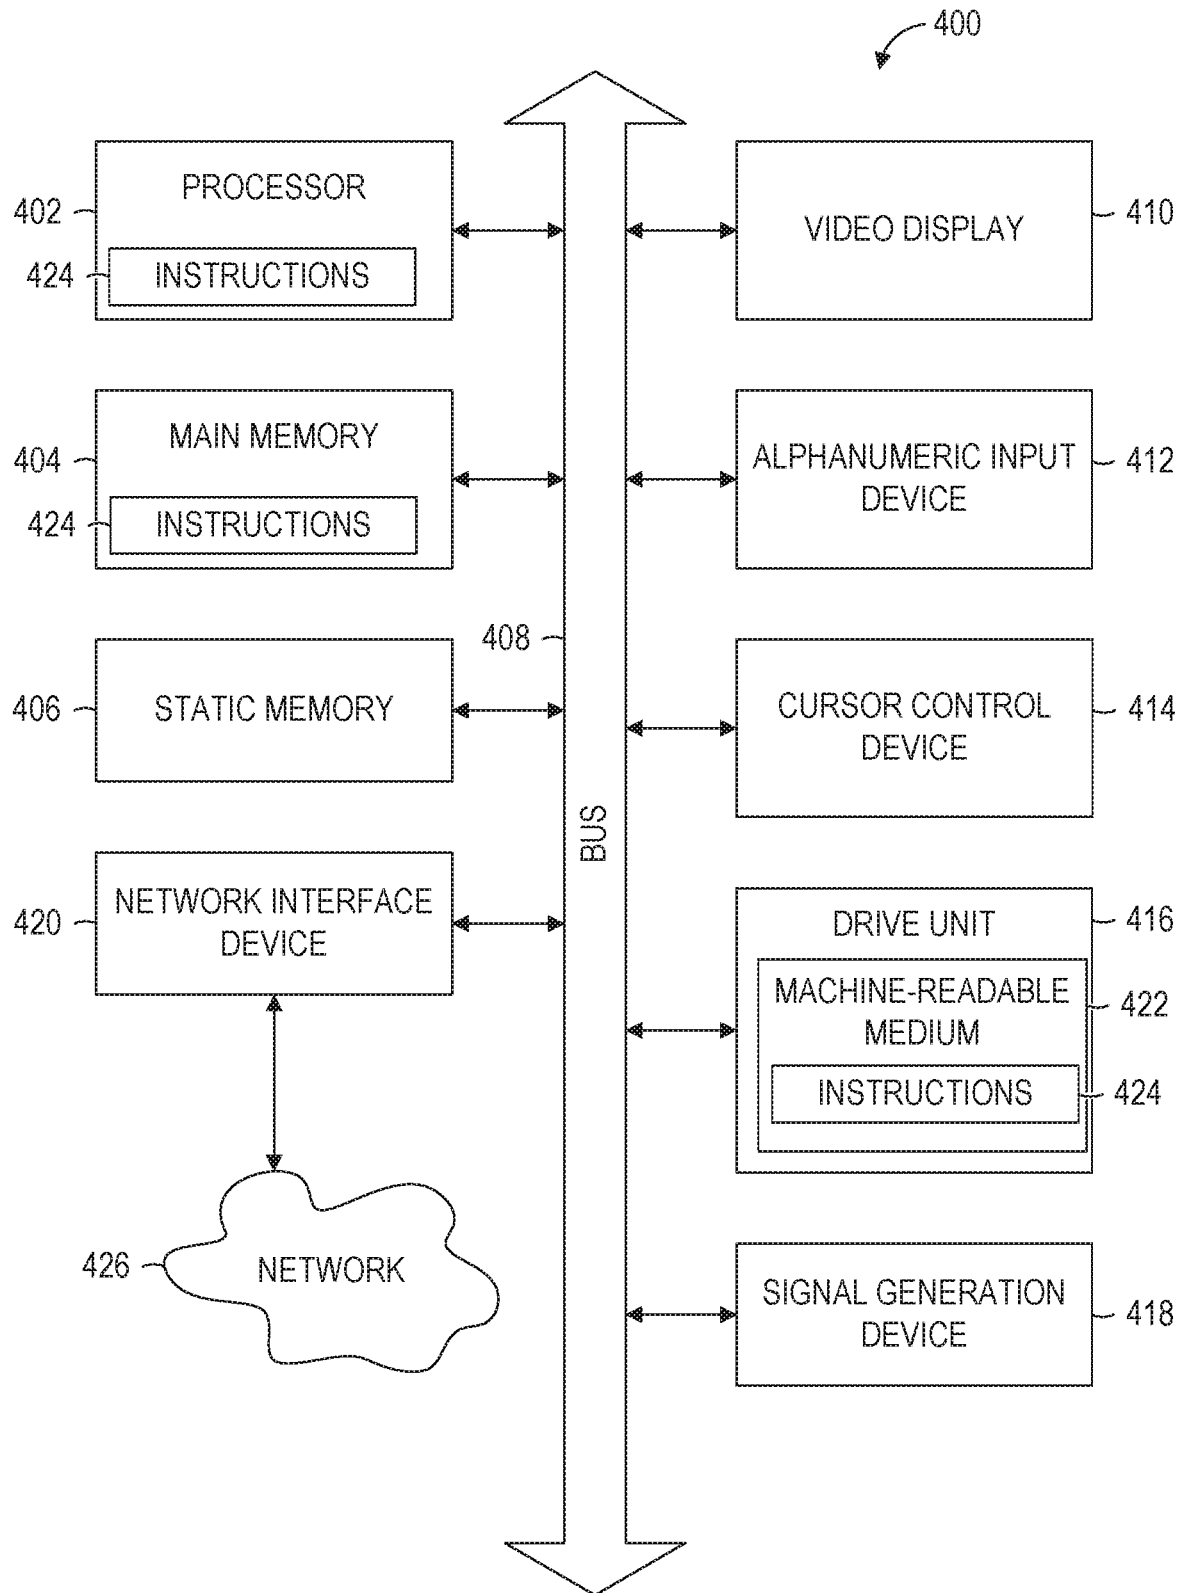 400
PROCESSOR
402
424
INSTRUCTIONS
VIDEO DISPLAY
410
MAIN MEMORY
404
424
INSTRUCTIONS
ALPHANUMERIC INPUT
DEVICE
412
408
STATIC MEMORY
406
CURSOR CONTROL
DEVICE
414
BUS
NETWORK INTERFACE
DEVICE
420
DRIVE UNIT
416
MACHINE-READABLE
MEDIUM
422
INSTRUCTIONS
424
NETWORK
426
SIGNAL GENERATION
DEVICE
418